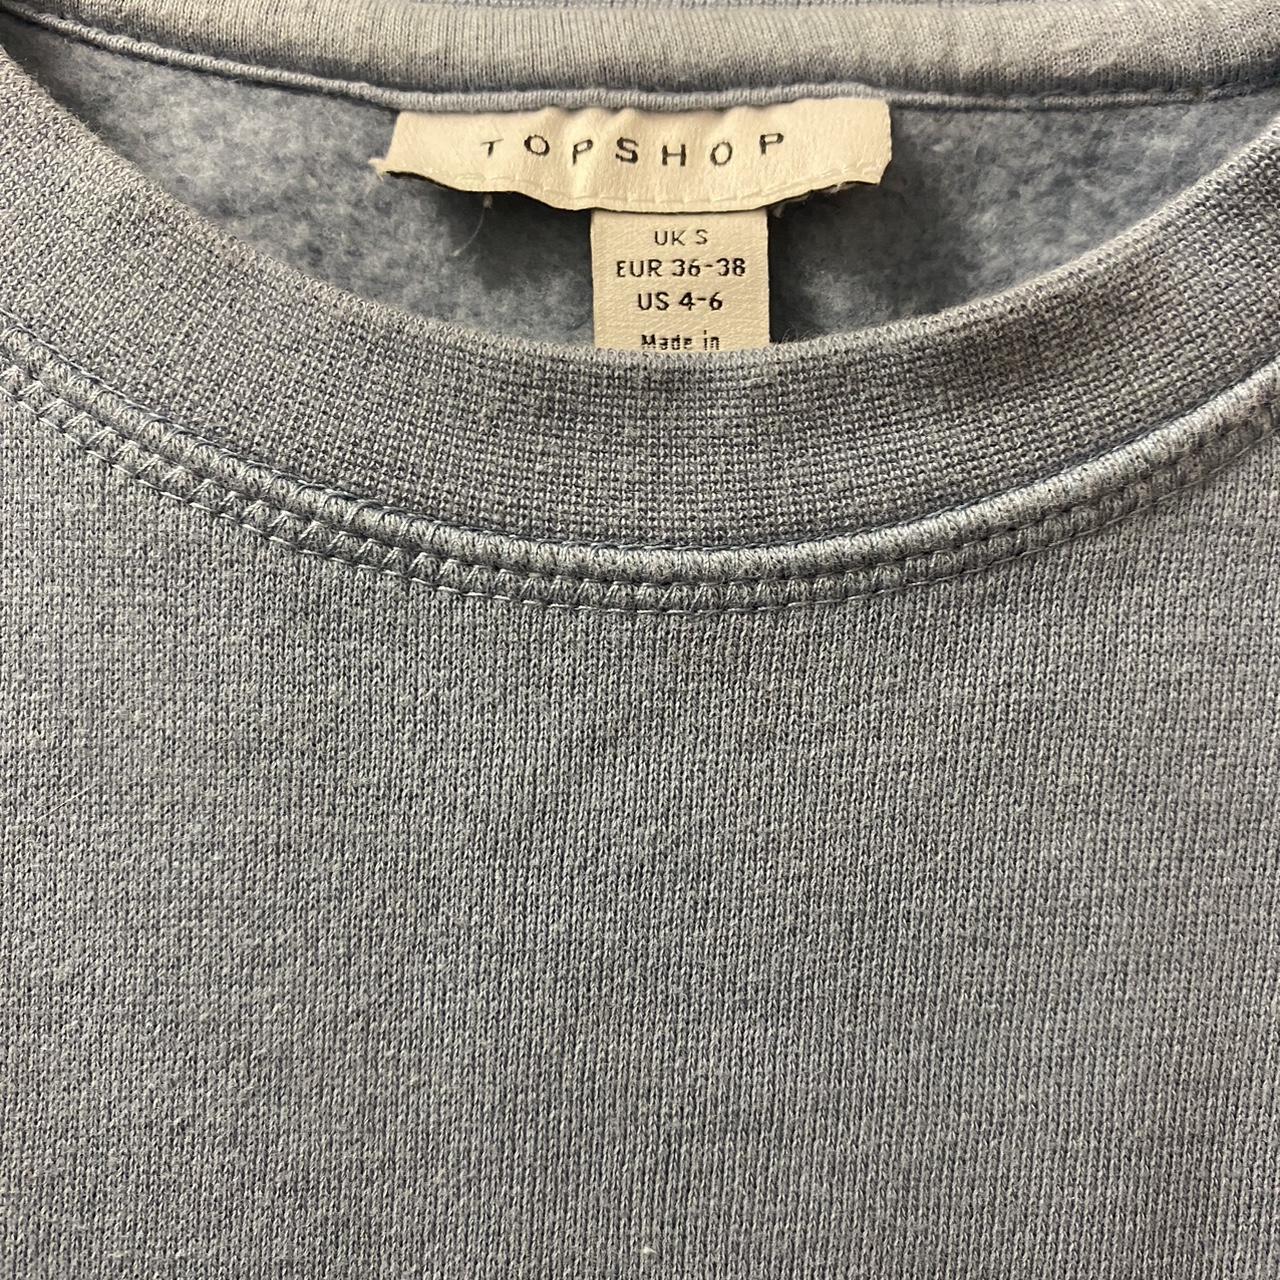 TOPSHOP
UK S
EUR 36-38
US 4-6
Made in